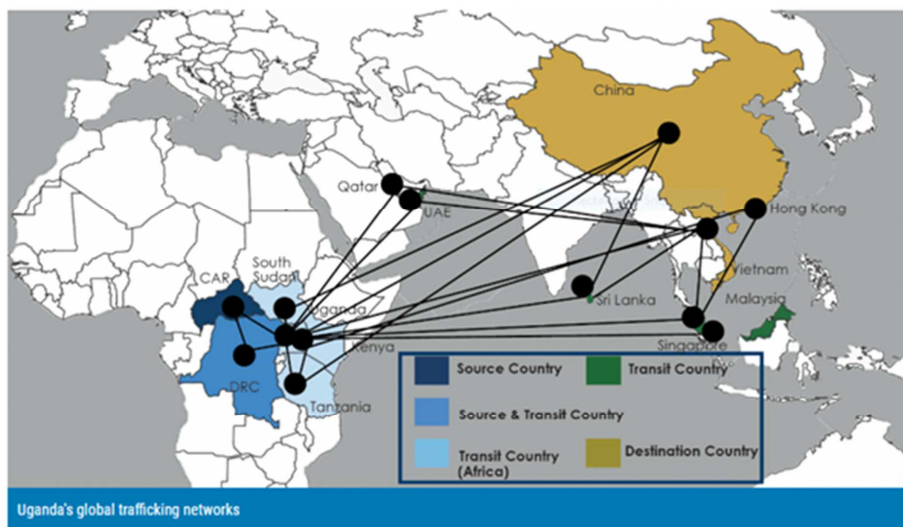 China
Qatar
UAE
Hong Kong
South
Sudan
CAR
Uganda
Vietnam
Sri Lanka
Malaysia
Kenya
Singapore
DRC
Tanzania
Source Country
Transit Country
Source & Transit Country
Transit Country
(Africa)
Destination Country
Uganda's global trafficking networks